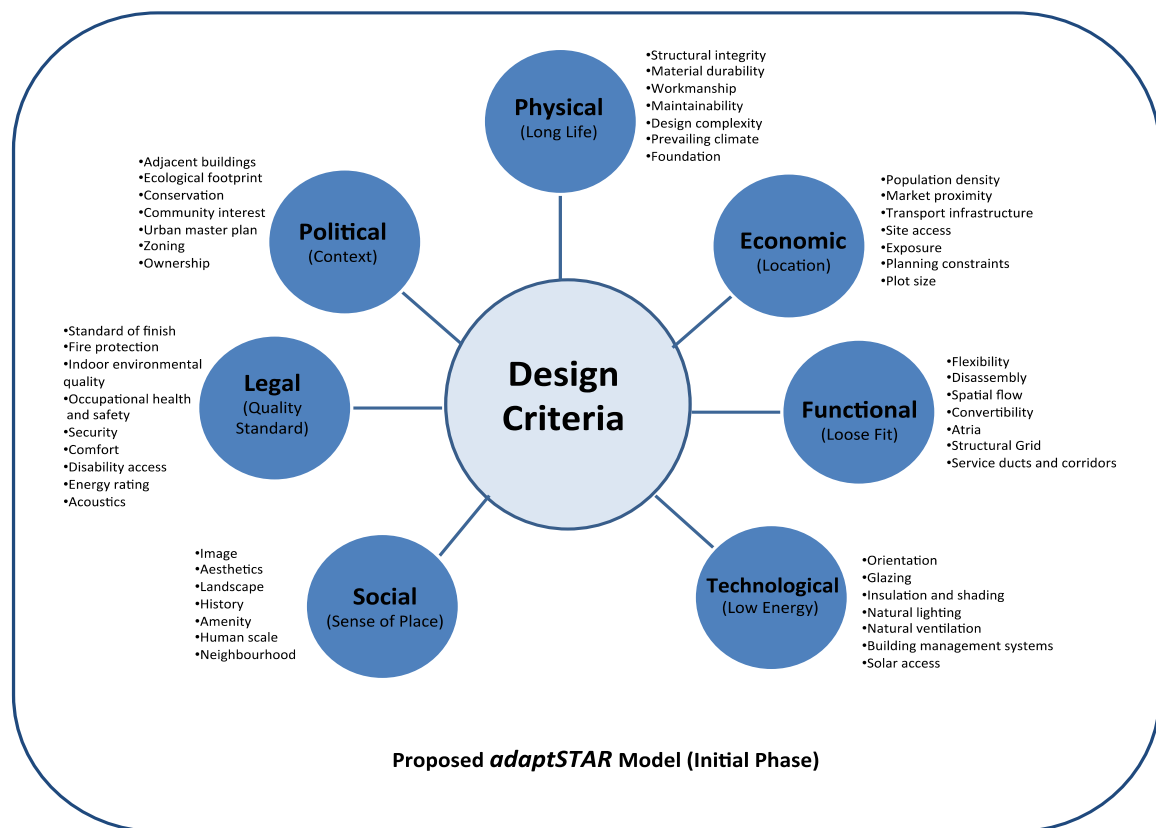 Physical
(Long Life)
•Structural integrity
•Material durability
•Workmanship
•Maintainability
•Design complexity
•Prevailing climate
•Foundation
Economic
(Location)
•Population density
•Market proximity
•Transport infrastructure
•Site access
•Exposure
•Planning constraints
•Plot size
Functional
(Loose Fit)
•Flexibility
•Disassembly
•Spatial flow
•Convertibility
•Atria
•Structural Grid
•Service ducts and corridors
Technological
(Low Energy)
•Orientation
•Glazing
•Insulation and shading
•Natural lighting
•Natural ventilation
•Building management systems
•Solar access
Social
(Sense of Place)
•Image
•Aesthetics
•Landscape
•History
•Amenity
•Human scale
•Neighbourhood
Legal
(Quality
Standard)
•Standard of finish
•Fire protection
•Indoor environmental
quality
•Occupational health
and safety
•Security
•Comfort
•Disability access
•Energy rating
•Acoustics
Political
(Context)
•Adjacent buildings
•Ecological footprint
•Conservation
•Community interest
•Urban master plan
•Zoning
•Ownership
Design
Criteria
Proposed adaptSTAR Model (Initial Phase)